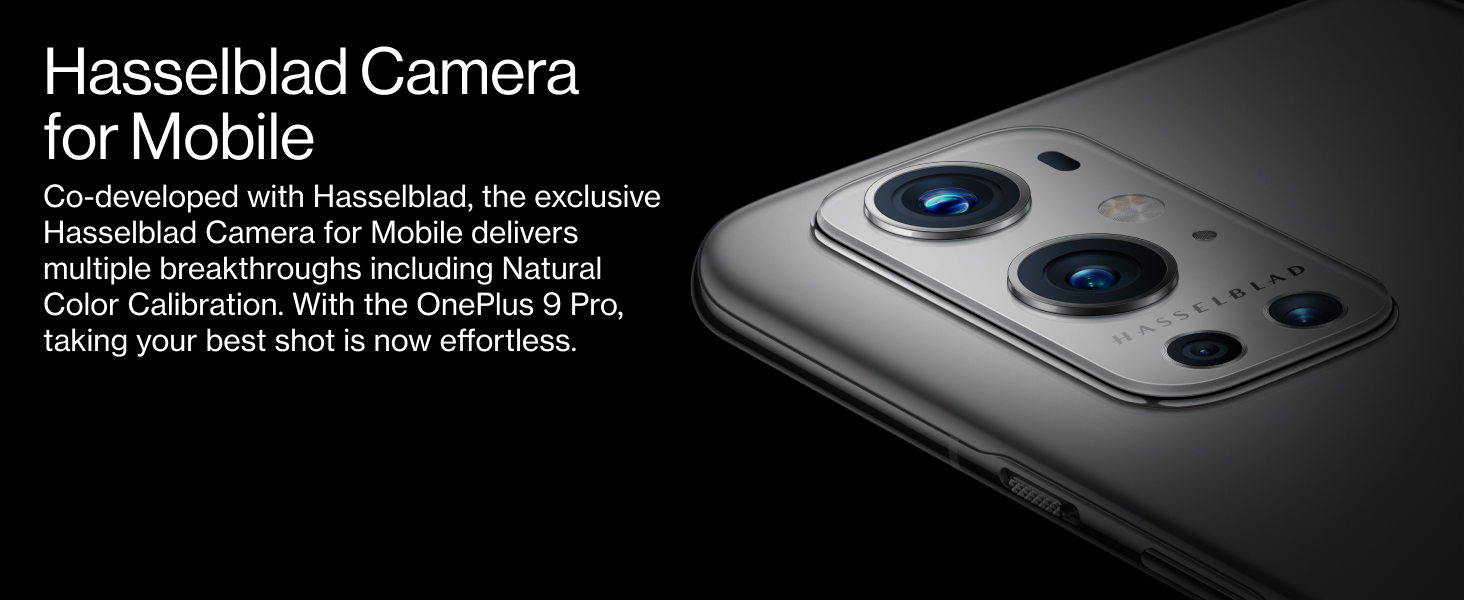 Hasselblad Camera
for Mobile
Co-developed with Hasselblad, the exclusive
Hasselblad Camera for Mobile delivers
multiple breakthroughs including Natural
Color Calibration. With the OnePlus 9 Pro,
taking your best shot is now effortless.
HASSELBLAD